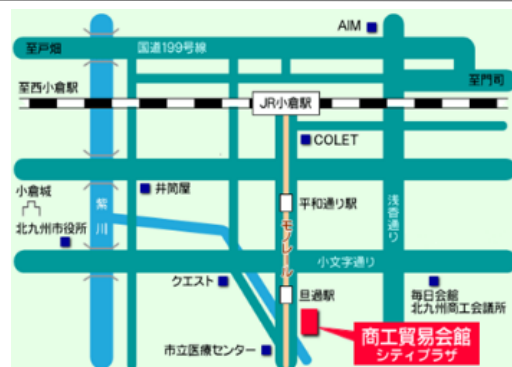 AIM
至戸畑
国道199号線
至門司
至西小倉駅
JR小倉駅
COLET
小倉城
井筒屋
紫川
平和通り駅
浅香通り
北九州市役所
モノレール
小文字通り
クエスト
旦過駅
毎日会館
北九州商工会議所
商工貿易会館
シティプラザ
市立医療センター